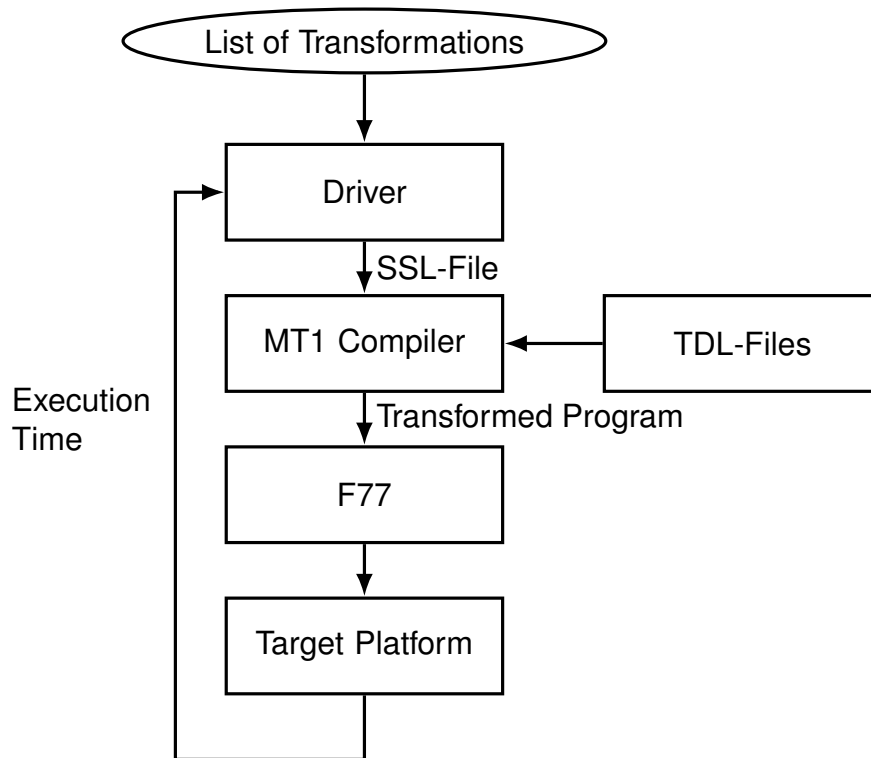 List of Transformations
Driver
SSL-File
MT1 Compiler
TDL-Files
Execution
Time
Transformed Program
F77
Target Platform